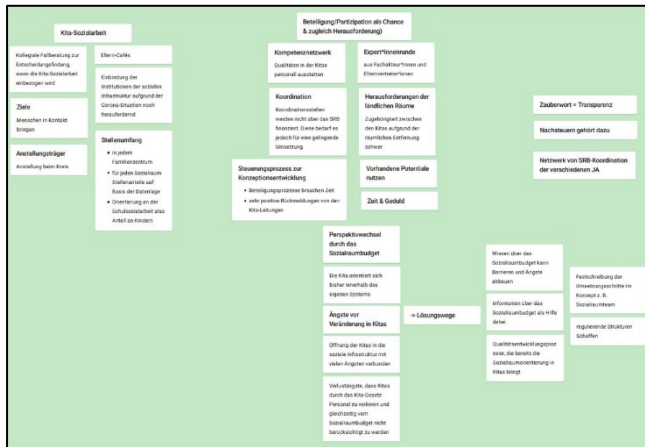 Kita-Sozialarbeit
Kollegiale Fallberatung zur
Entscheidungsfindung,
wann die Kita-Sozialarbeit
einbezogen wird
Ziele
Menschen in Kontakt
bringen
Anstellungsträger
Anstellung beim Kreis
Eltern-Cafés
Einbindung der
Institutionen der sozialen
Infrastruktur aufgrund der
Corona-Situation noch
herausfordernd
Stellenumfang
• in jedem
Familienzentrum
• für jeden Sozialraum
Stellenanteile auf
Basis der Datenlage
• Orientierung an der
Schulsozialarbeit also
Anteil an Kindern
Beteiligung/Partizipation als Chance
& zugleich Herausforderung)
Kompetenznetzwerk
Qualitäten in der Kitas
personell ausstatten
Koordination
Koordinationsstellen
werden nicht über das SRB
finanziert. Diese bedarf es
jedoch für eine gelingende
Umsetzung
Steuerungsprozess zur
Konzeptionsentwicklung
• Beteiligungsprozesse brauchen Zeit
• sehr positive Rückmeldungen von den
Kita-Leitungen
Expert*innenrunde
aus Fachakteur*innen und
Elternvertreter*innen
Herausforderungen der
ländlichen Räume
Zugehörigkeit zwischen
den Kitas aufgrund der
räumlichen Entfernung
schwer
Vorhandene Potentiale
nutzen
Zeit & Geduld
Zauberwort = Transparenz
Nachsteuern gehört dazu
Netzwerk von SRB-Koordination
der verschiedenen JA
Perspektivwechsel
durch das
Sozialraumbudget
Die Kita orientiert sich
bisher innerhalb des
eigenen Systems
Ängste vor
Veränderung in Kitas
Öffnung der Kitas in die
soziale Infrastruktur mit
vielen Ängsten verbunden
Verlustängste, dass Kitas
durch das Kita Gesetz
Personal zu verlieren und
gleichzeitig vom
Sozialraumbudget nicht
berücksichtigt zu werden
-> Lösungswege
Wissen über das
Sozialraumbudget kann
Barrieren und Ängste
abbauen
Information über das
Sozialraumbudget als Hilfe
dabei
Qualitätsentwicklungsproz
esse, die bereits die
Sozialraumorientierung in
Kitas bringt
Festschreibung der
Umsetzungsschritte im
Konzept z. B.
Sozialraumteam
regulierende Strukturen
Schaffen